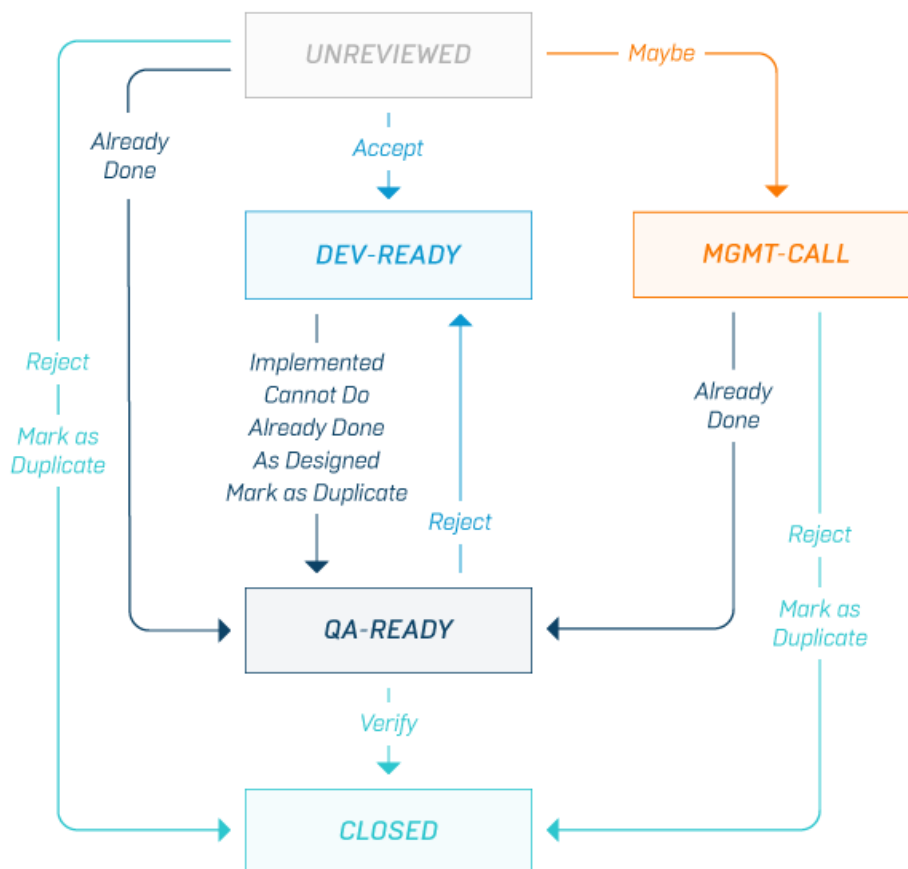 UNREVIEWED
Maybe
Already
Done
Accept
DEV-READY
MGMT-CALL
Reject
Mark as
Duplicate
Implemented
Cannot Do
Already Done
As Designed
Mark as Duplicate
Reject
Already
Done
Reject
Mark as
Duplicate
QA-READY
Verify
CLOSED